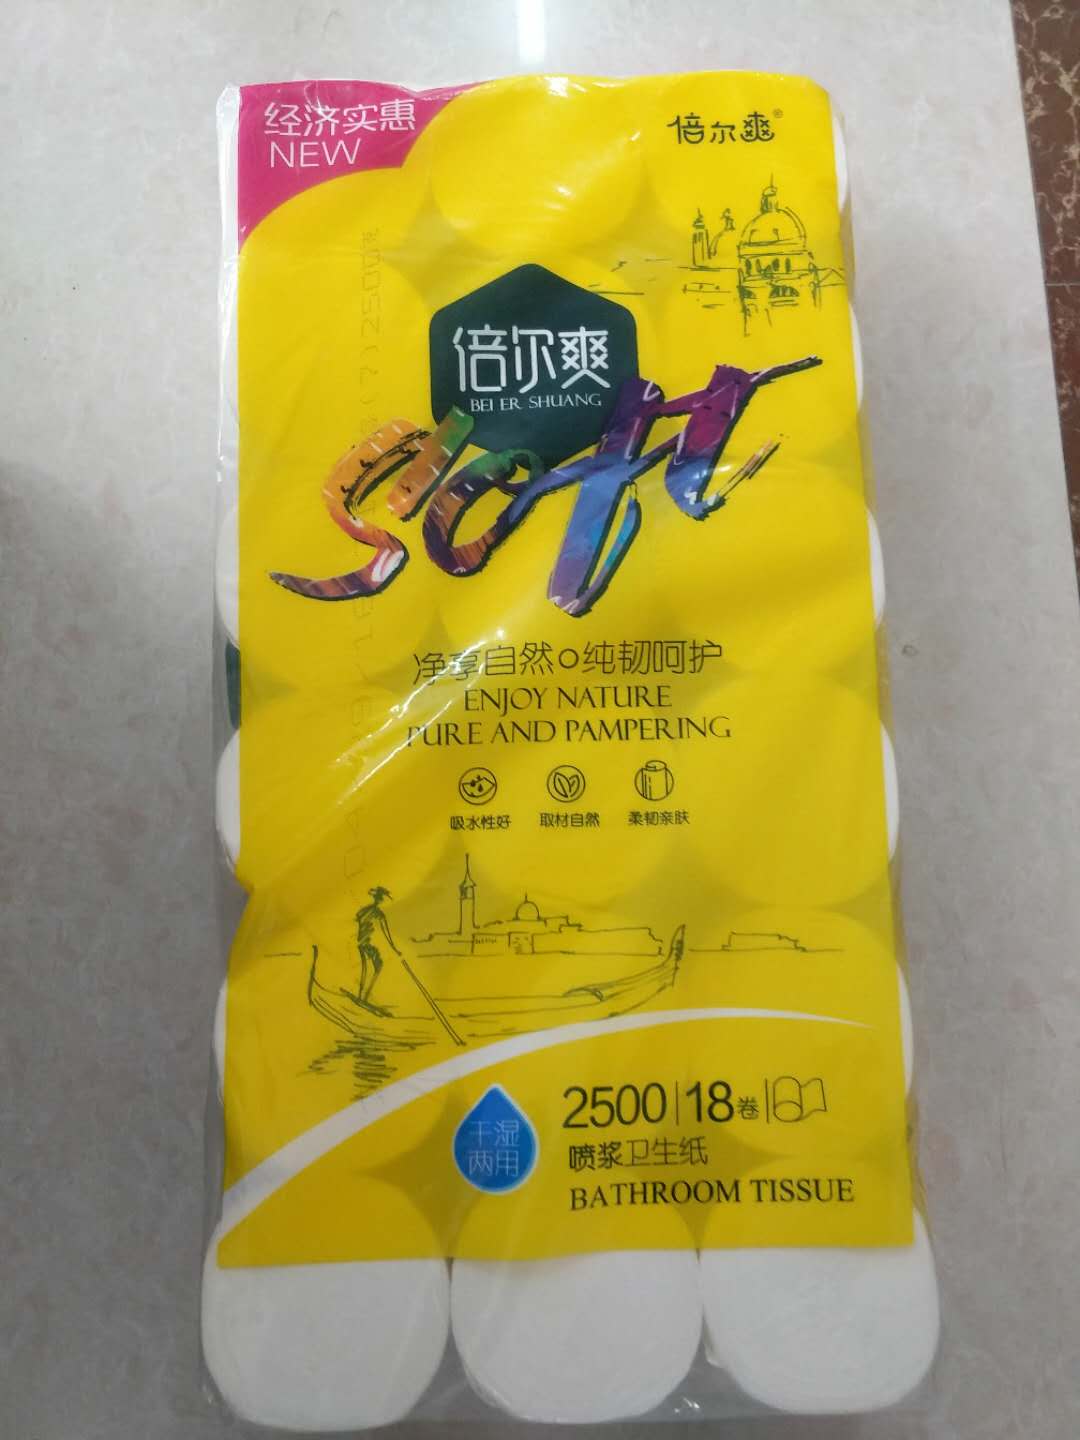 经济实惠
NEW
倍尔爽®
倍尔爽
BEI ER SHUANG
soft
净享自然○纯韧呵护
ENJOY NATURE
PURE AND PAMPERING
吸水性好 取材自然 柔韧亲肤
干湿
两用
2500|18卷
喷浆卫生纸
BATHROOM TISSUE